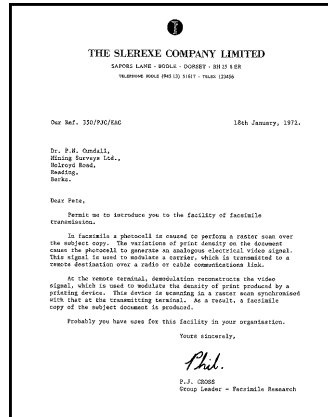 THE SLEREXE COMPANY LIMITED
SAPORS LANE - BOOLE - DORSET - BH 25 8 ER
TELEPHONE BOOLE (945 13) 51617 - TELEX 123456
Our Ref. 350/PJC/EAC 18th January, 1972.
Dr. P.N. Cundall,
Mining Surveys Ltd.,
Holroyd Road,
Reading,
Berks.
Dear Pete,
Permit me to introduce you to the facility of facsimile
transmission.
In facsimile a photocell is caused to perform a raster scan over
the subject copy. The variations of print density on the document
cause the photocell to generate an analogous electrical video signal.
This signal is used to modulate a carrier, which is transmitted to a
remote destination over a radio or cable communications link.
At the remote terminal, demodulation reconstructs the video
signal, which is used to modulate the density of print produced by a
printing device. This device is scanning in a raster scan synchronised
with that at the transmitting terminal. As a result, a facsimile
copy of the subject document is produced.
Probably you have uses for this facility in your organisation.
Yours sincerely,
Phil.
P.J. CROSS
Group Leader - Facsimile Research